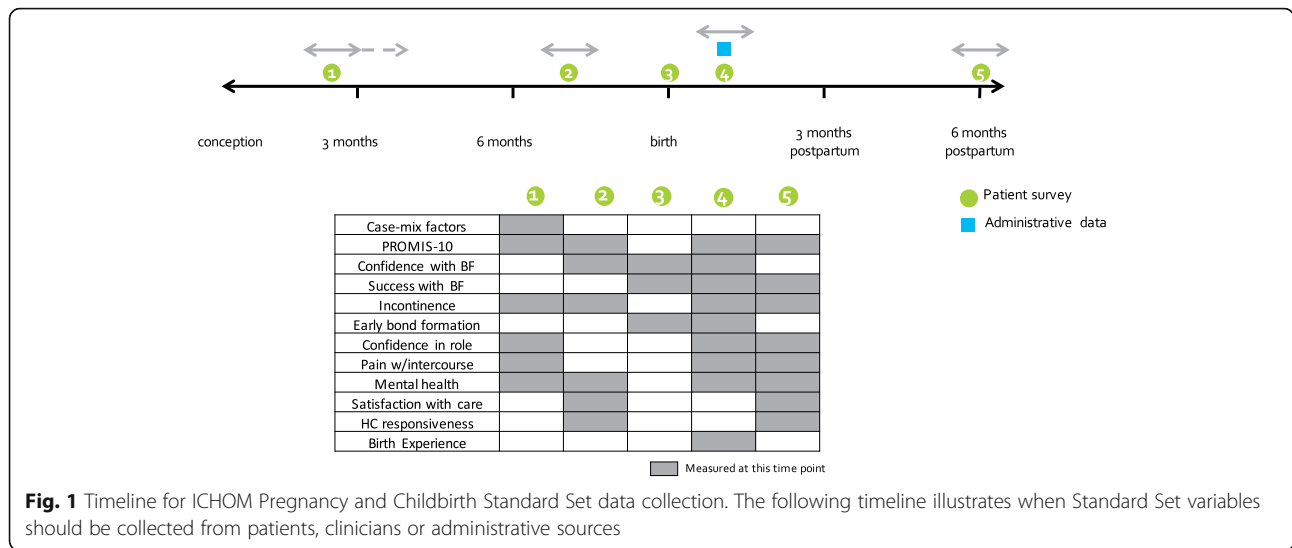 1 2 3 4 5
conception 3 months 6 months birth 3 months postpartum 6 months postpartum
1 2 3 4 5
Patient survey
Administrative data
Case-mix factors
PROMIS-10
Confidence with BF
Success with BF
Incontinence
Early bond formation
Confidence in role
Pain w/intercourse
Mental health
Satisfaction with care
HC responsiveness
Birth Experience
Measured at this time point
Fig. 1 Timeline for ICHOM Pregnancy and Childbirth Standard Set data collection. The following timeline illustrates when Standard Set variables
should be collected from patients, clinicians or administrative sources